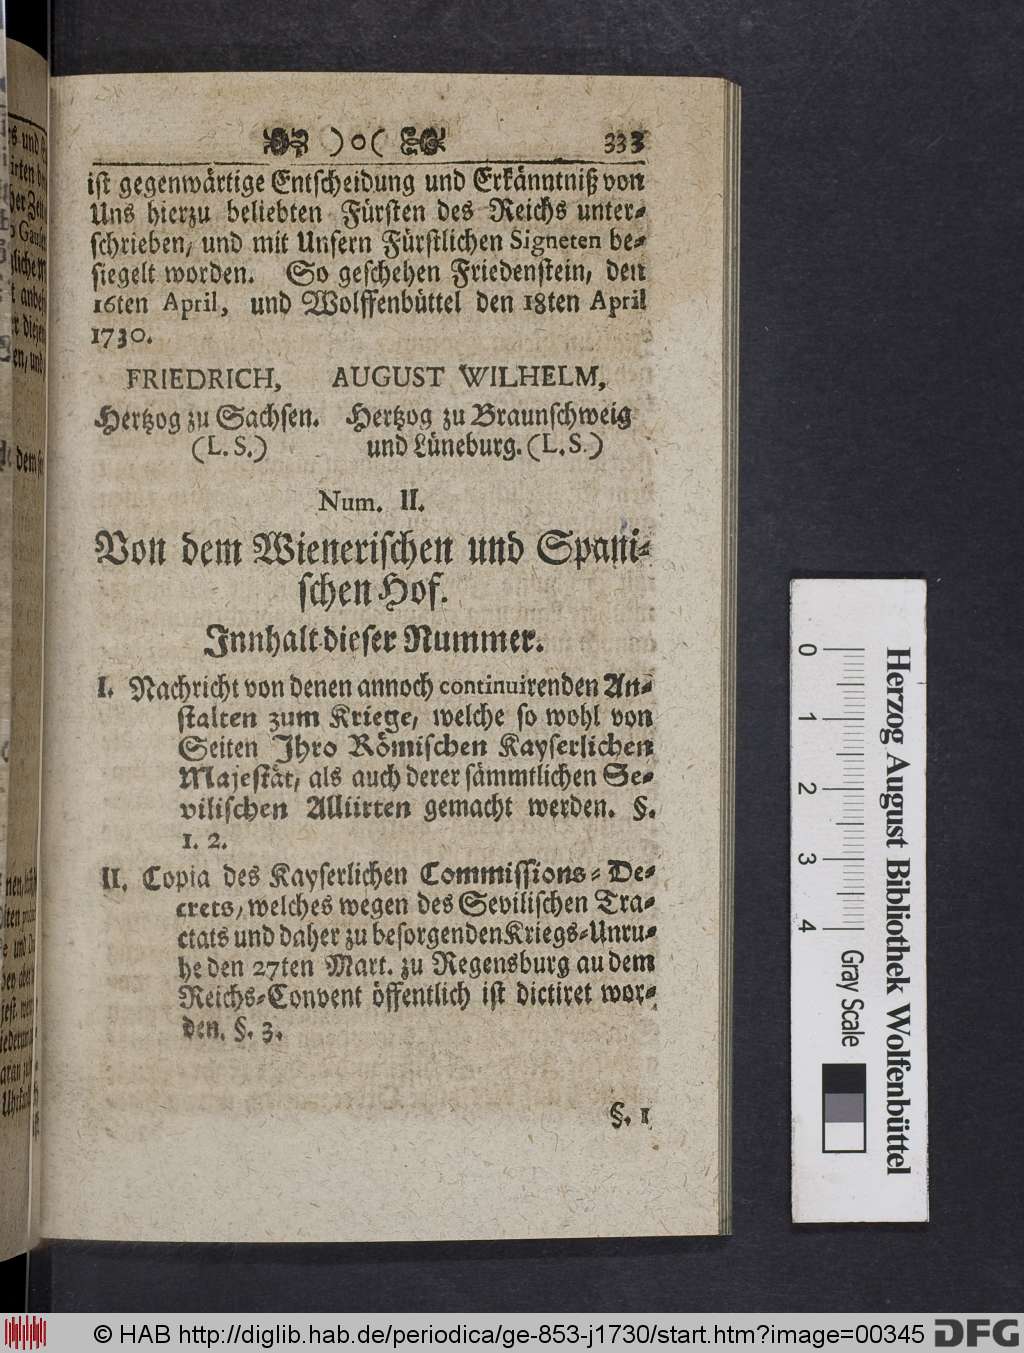 )o( 333
ist gegenwärtige Entscheidung und Erkänntniß von
Uns hierzu beliebten Fürsten des Reichs unter-
schrieben, und mit Unsern Fürstlichen Signeten be-
siegelt worden. So geschehen Friedenstein, den
16ten April, und Wolffenbüttel den 18ten April
1730.
FRIEDRICH, AUGUST WILHELM,
Hertzog zu Sachsen. Hertzog zu Braunschweig
(L. S.) und Lüneburg. (L. S.)
Num. II.
Von dem Wienerischen und Spani-
schen Hof.
Innhalt dieser Nummer.
I. Nachricht von denen annoch continuirenden An-
stalten zum Kriege, welche so wohl von
Seiten Ihro Römischen Kayserlichen
Majestät, als auch derer sämmtlichen Se-
vilischen Alliirten gemacht werden. §.
1. 2.
II. Copia des Kayserlichen Commissions-De-
crets, welches wegen des Sevilischen Tra-
ctats und daher zu besorgenden Kriegs-Unru-
he den 27ten Mart. zu Regensburg au dem
Reichs-Convent öffentlich ist dictiret wor-
den. §. 3.
§. 1
0 1 2 3 4
Gray Scale
Herzog August Bibliothek Wolfenbüttel
© HAB http://diglib.hab.de/periodica/ge-853-j1730/start.htm?image=00345 DFG